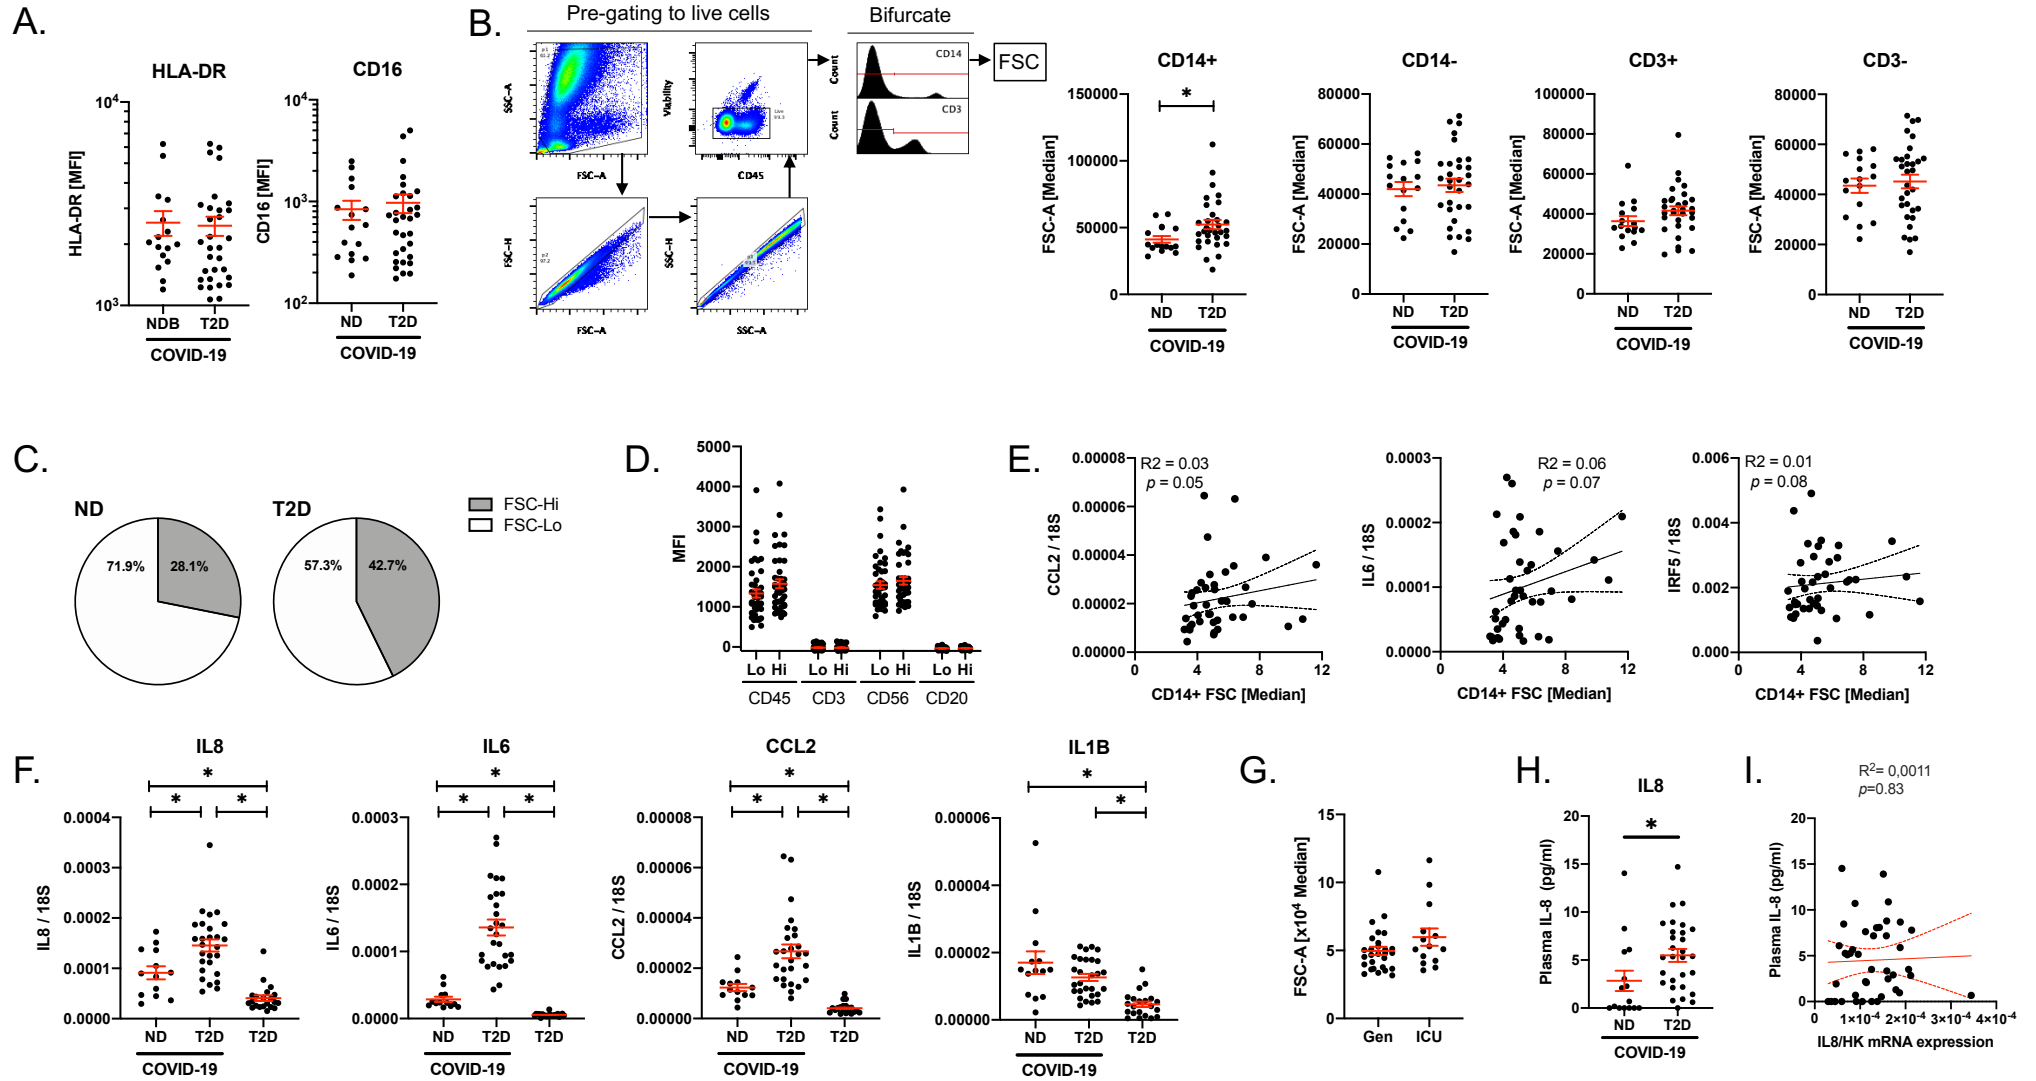 A.
HLA-DR
HLA-DR [MFI]
10⁴
10³
NDB T2D
COVID-19
CD16
CD16 [MFI]
10⁴
10³
10²
ND T2D
COVID-19
B.
Pre-gating to live cells
Bifurcate
SSC-A
FSC-A
Viability
Live
CD45
FSC-H
p2
97.2
FSC-A
SSC-H
SSC-A
Count
CD14
Count
CD3
FSC
CD14+
*
FSC-A [Median]
150000
100000
50000
0
ND T2D
COVID-19
CD14-
FSC-A [Median]
80000
60000
40000
20000
0
ND T2D
COVID-19
CD3+
FSC-A [Median]
100000
80000
60000
40000
20000
0
ND T2D
COVID-19
CD3-
FSC-A [Median]
80000
60000
40000
20000
0
ND T2D
COVID-19
C.
ND
71.9% 28.1%
T2D
57.3% 42.7%
FSC-Hi
FSC-Lo
D.
MFI
5000
4000
3000
2000
1000
0
Lo Hi Lo Hi Lo Hi Lo Hi
CD45 CD3 CD56 CD20
E.
R2 = 0.03
p = 0.05
CCL2 / 18S
0.00008
0.00006
0.00004
0.00002
0.00000
0 4 8 12
CD14+ FSC [Median]
R2 = 0.06
p = 0.07
IL6 / 18S
0.0003
0.0002
0.0001
0.0000
0 4 8 12
CD14+ FSC [Median]
R2 = 0.01
p = 0.08
IRF5 / 18S
0.006
0.004
0.002
0.000
0 4 8 12
CD14+ FSC [Median]
F.
IL8
*
* *
IL8 / 18S
0.0004
0.0003
0.0002
0.0001
0.0000
ND T2D T2D
COVID-19
IL6
*
* *
IL6 / 18S
0.0003
0.0002
0.0001
0.0000
ND T2D T2D
COVID-19
CCL2
*
* *
CCL2 / 18S
0.00008
0.00006
0.00004
0.00002
0.00000
ND T2D T2D
COVID-19
IL1B
*
*
IL1B / 18S
0.00006
0.00004
0.00002
0.00000
ND T2D T2D
COVID-19
G.
FSC-A [x10⁴ Median]
15
10
5
0
Gen ICU
H.
IL8
*
Plasma IL-8 (pg/ml)
20
15
10
5
0
ND T2D
COVID-19
I.
R²= 0,0011
p=0.83
Plasma IL-8 (pg/ml)
20
15
10
5
0
0 1×10⁻⁴ 2×10⁻⁴ 3×10⁻⁴ 4×10⁻⁴
IL8/HK mRNA expression